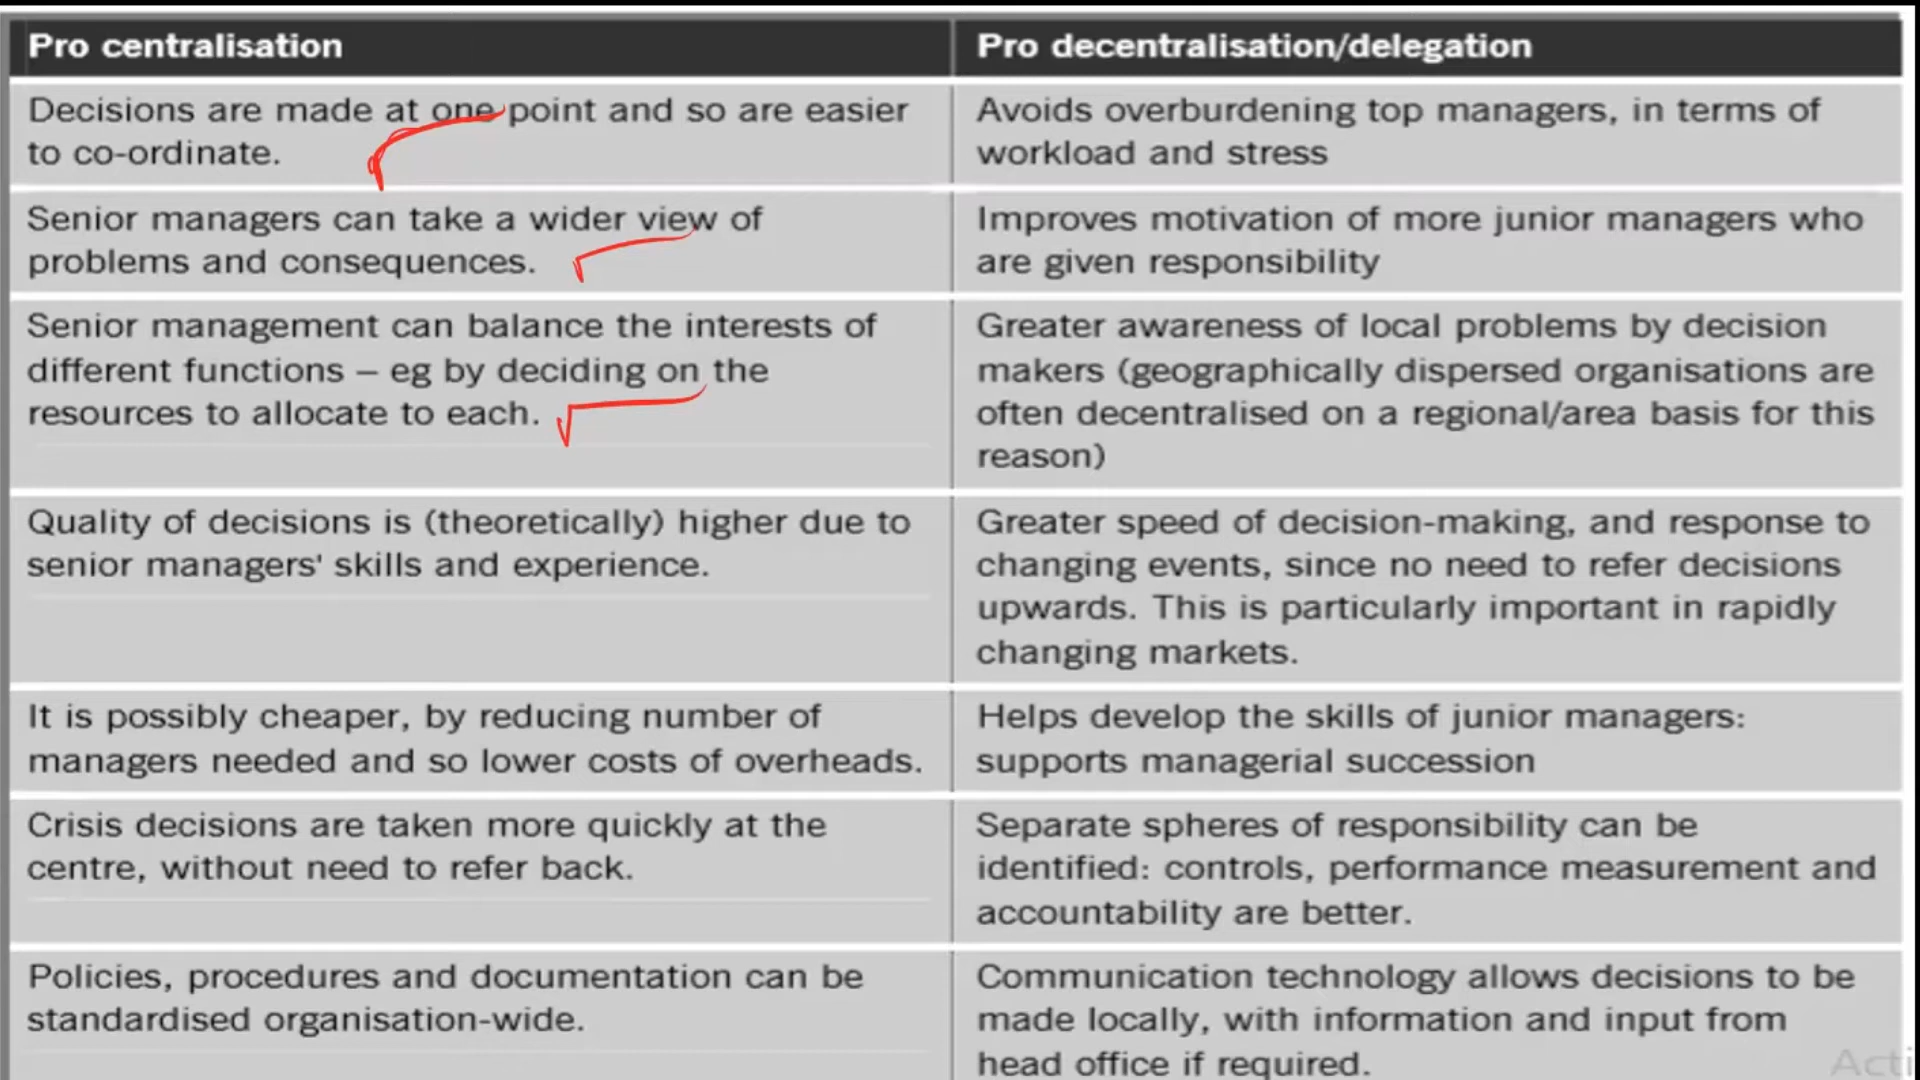 Pro centralisation
Pro decentralisation/delegation
Decisions are made at one point and so are easier
to co-ordinate.
Avoids overburdening top managers, in terms of
workload and stress
Senior managers can take a wider view of
problems and consequences.
Improves motivation of more junior managers who
are given responsibility
Senior management can balance the interests of
different functions – eg by deciding on the
resources to allocate to each.
Greater awareness of local problems by decision
makers (geographically dispersed organisations are
often decentralised on a regional/area basis for this
reason)
Quality of decisions is (theoretically) higher due to
senior managers' skills and experience.
Greater speed of decision-making, and response to
changing events, since no need to refer decisions
upwards. This is particularly important in rapidly
changing markets.
It is possibly cheaper, by reducing number of
managers needed and so lower costs of overheads.
Helps develop the skills of junior managers:
supports managerial succession
Crisis decisions are taken more quickly at the
centre, without need to refer back.
Separate spheres of responsibility can be
identified: controls, performance measurement and
accountability are better.
Policies, procedures and documentation can be
standardised organisation-wide.
Communication technology allows decisions to be
made locally, with information and input from
head office if required.